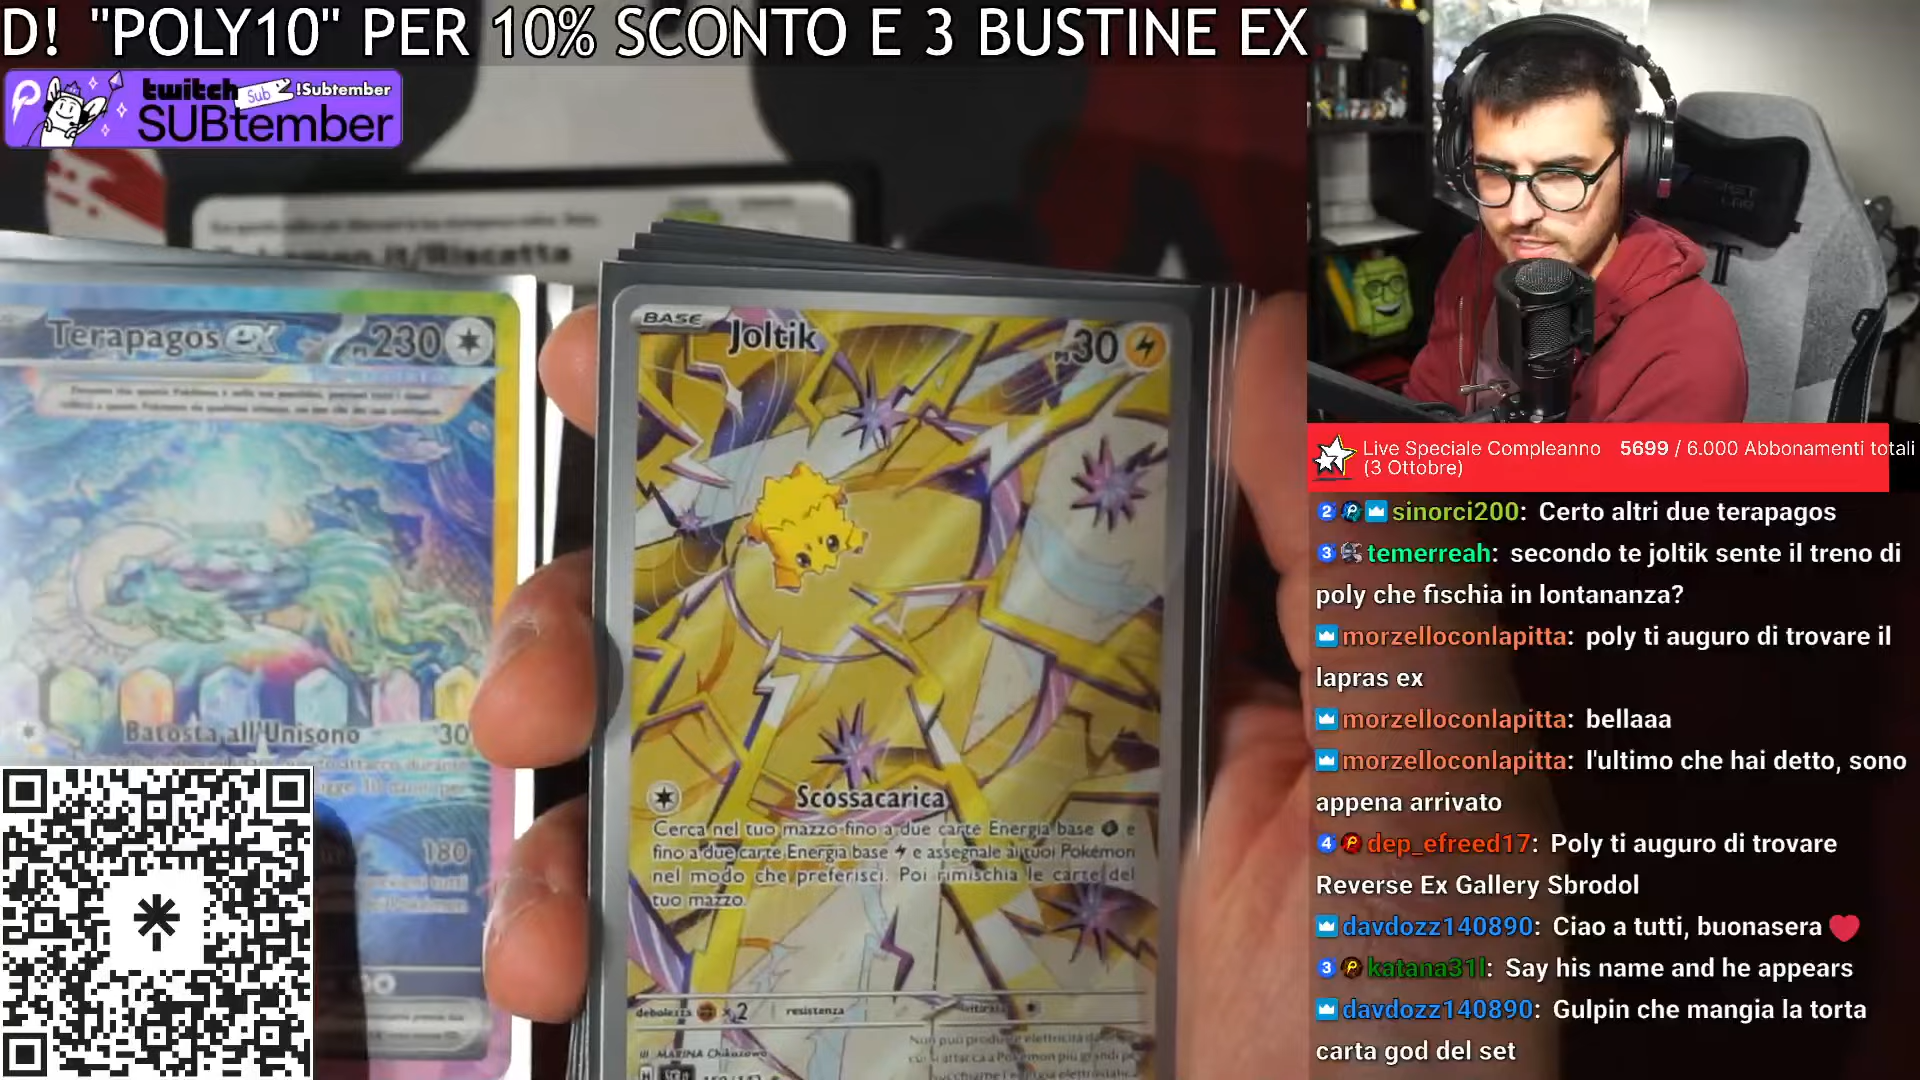 D! "POLY10" PER 10% SCONTO E 3 BUSTINE EX
twitch Sub !Subtember
SUBtember
Terapagos ex 230
Batosta all'Unisono 30
180
BASE Joltik PS 30
Scossacarica
Cerca nel tuo mazzo fino a due carte Energia base e
fino a due carte Energia base e assegnale ai tuoi Pokémon
nel modo che preferisci. Poi rimischia le carte del
tuo mazzo.
debolezza x2 resistenza
Ill. MARINA Chikazawa
Live Speciale Compleanno 5699 / 6.000 Abbonamenti totali
(3 Ottobre)
sinorci200: Certo altri due terapagos
temerreah: secondo te joltik sente il treno di
poly che fischia in lontananza?
morzelloconlapitta: poly ti auguro di trovare il
lapras ex
morzelloconlapitta: bellaaa
morzelloconlapitta: l'ultimo che hai detto, sono
appena arrivato
dep_efreed17: Poly ti auguro di trovare
Reverse Ex Gallery Sbrodol
davdozz140890: Ciao a tutti, buonasera ❤
katana31l: Say his name and he appears
davdozz140890: Gulpin che mangia la torta
carta god del set